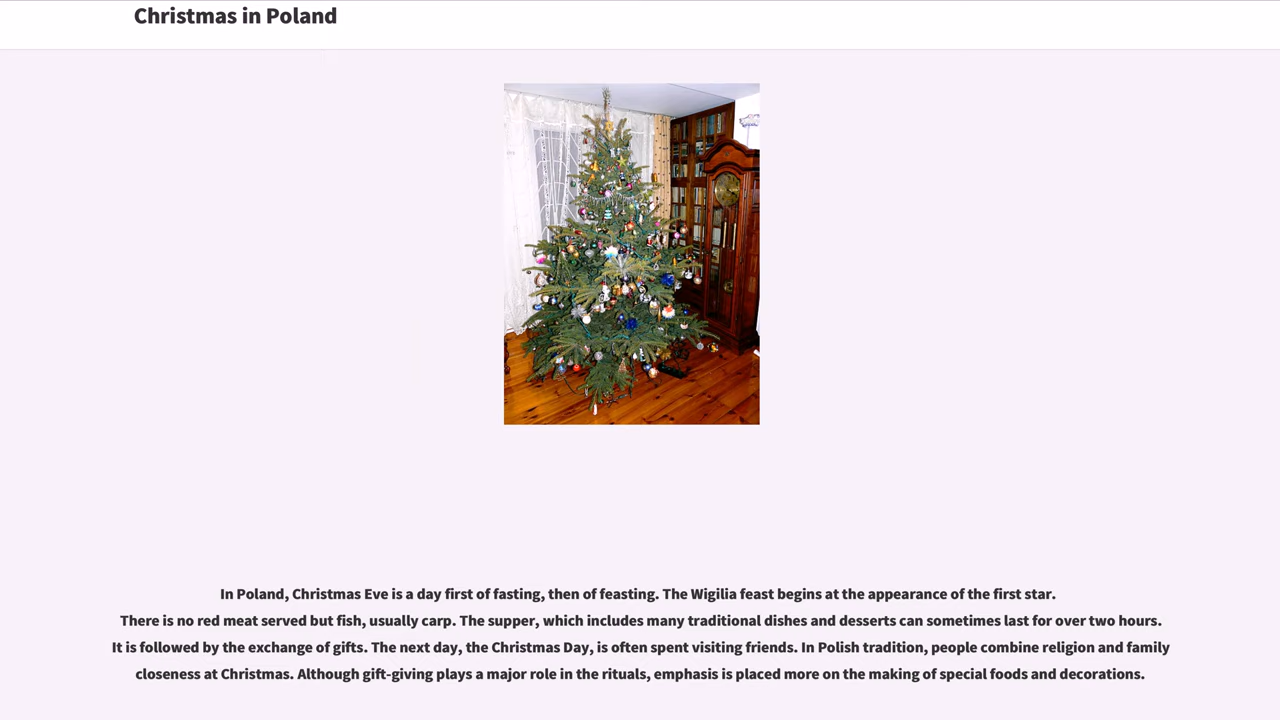 Christmas in Poland
In Poland, Christmas Eve is a day first of fasting, then of feasting. The Wigilia feast begins at the appearance of the first star.
There is no red meat served but fish, usually carp. The supper, which includes many traditional dishes and desserts can sometimes last for over two hours.
It is followed by the exchange of gifts. The next day, the Christmas Day, is often spent visiting friends. In Polish tradition, people combine religion and family
closeness at Christmas. Although gift-giving plays a major role in the rituals, emphasis is placed more on the making of special foods and decorations.